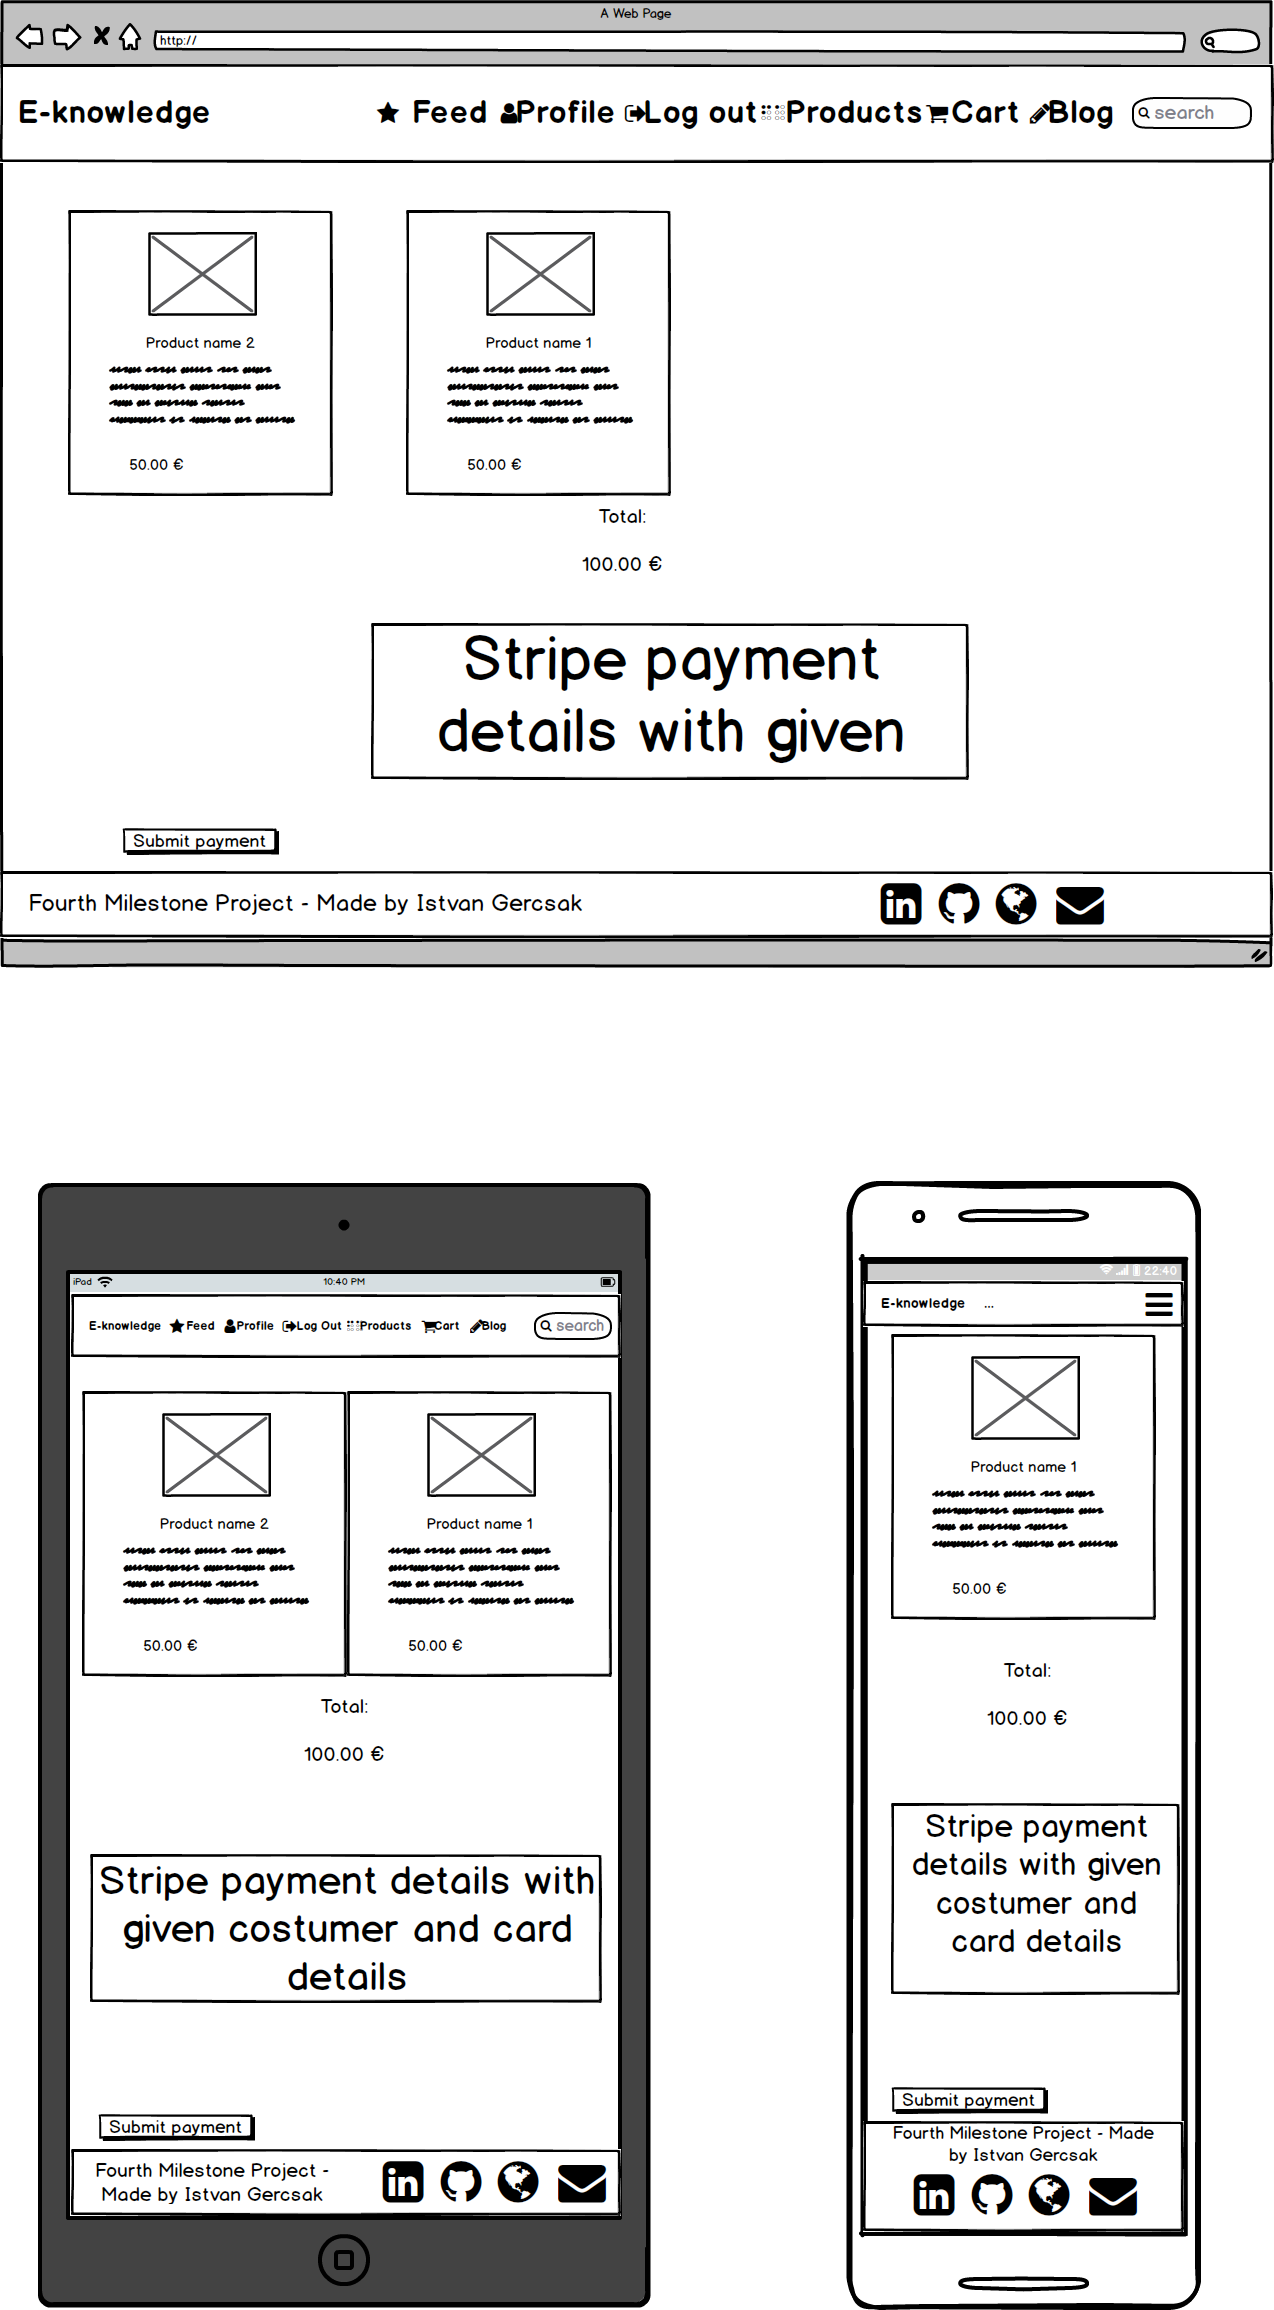 A Web Page
http://
E-knowledge Feed Profile Log out Products Cart Blog search
Product name 2
50.00 €
Product name 1
50.00 €
Total:
100.00 €
Stripe payment
details with given
Submit payment
Fourth Milestone Project - Made by Istvan Gercsak in
iPad 10:40 PM
E-knowledge Feed Profile Log Out Products Cart Blog search
Product name 2
50.00 €
Product name 1
50.00 €
Total:
100.00 €
Stripe payment details with
given costumer and card
details
Submit payment
Fourth Milestone Project -
Made by Istvan Gercsak
in
22:40
E-knowledge ...
Product name 1
50.00 €
Total:
100.00 €
Stripe payment
details with given
costumer and
card details
Submit payment
Fourth Milestone Project - Made
by Istvan Gercsak
in